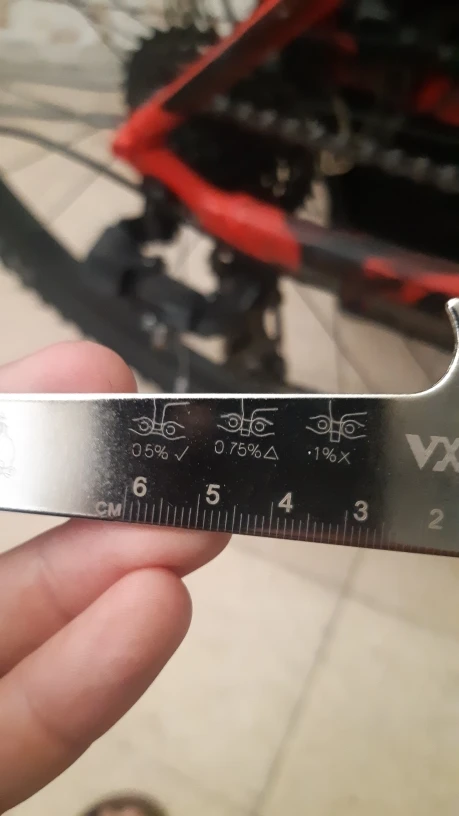 0.5% ✓ 0.75% △ ·1% X
VX
CM 6 5 4 3 2